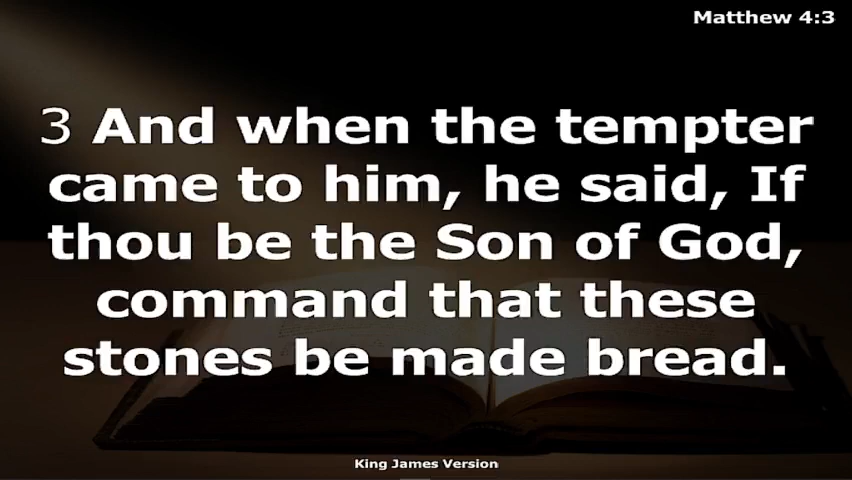 Matthew 4:3
3 And when the tempter
came to him, he said, If
thou be the Son of God,
command that these
stones be made bread.
King James Version